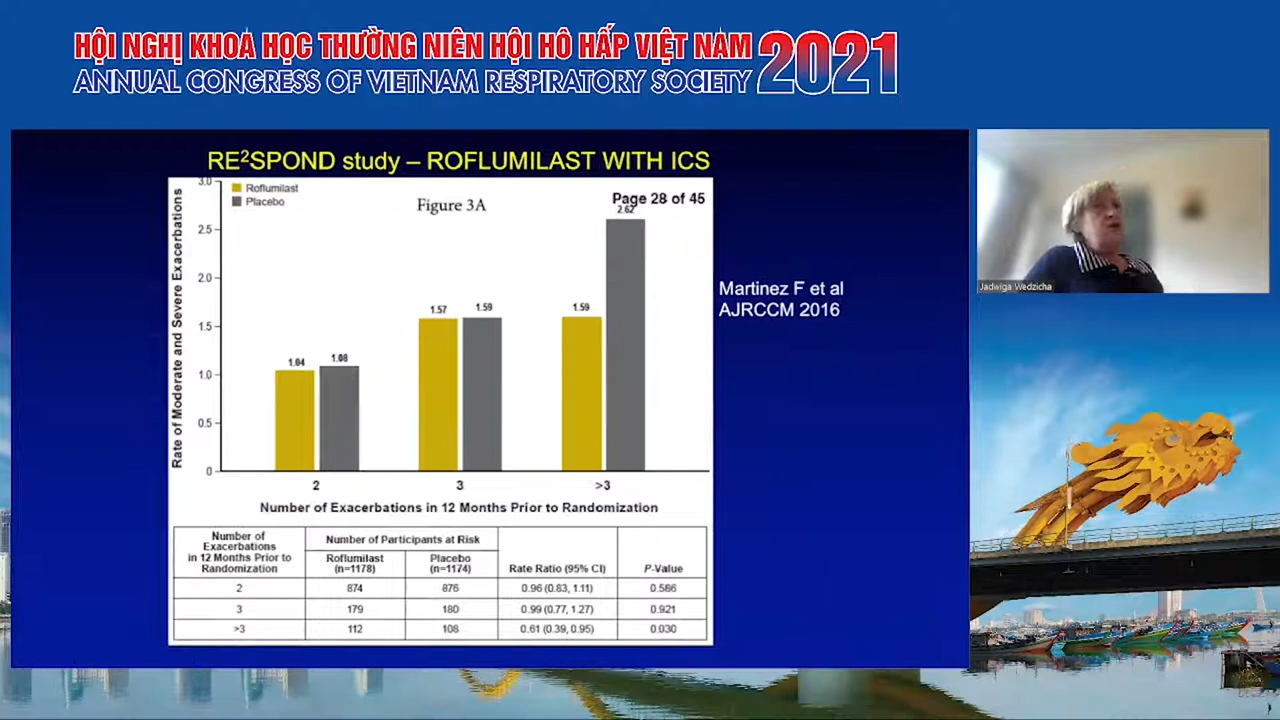 HỘI NGHỊ KHOA HỌC THƯỜNG NIÊN HỘI HÔ HẤP VIỆT NAM 2021
ANNUAL CONGRESS OF VIETNAM RESPIRATORY SOCIETY
RE²SPOND study – ROFLUMILAST WITH ICS
Roflumilast
Placebo
Figure 3A
Page 28 of 45
Rate of Moderate and Severe Exacerbations
3.0
2.5
2.0
1.5
1.0
0.5
0
1.04
1.08
1.57
1.59
1.59
2.62
2 3 >3
Number of Exacerbations in 12 Months Prior to Randomization
Number of
Exacerbations
in 12 Months Prior to
Randomization
Number of Participants at Risk
Roflumilast
(n=1178)
Placebo
(n=1174)
Rate Ratio (95% CI)
P-Value
2 874 876 0.96 (0.83, 1.11) 0.586
3 179 180 0.99 (0.77, 1.27) 0.921
>3 112 108 0.61 (0.39, 0.95) 0.030
Martinez F et al
AJRCCM 2016
Jadwiga Wedzicha